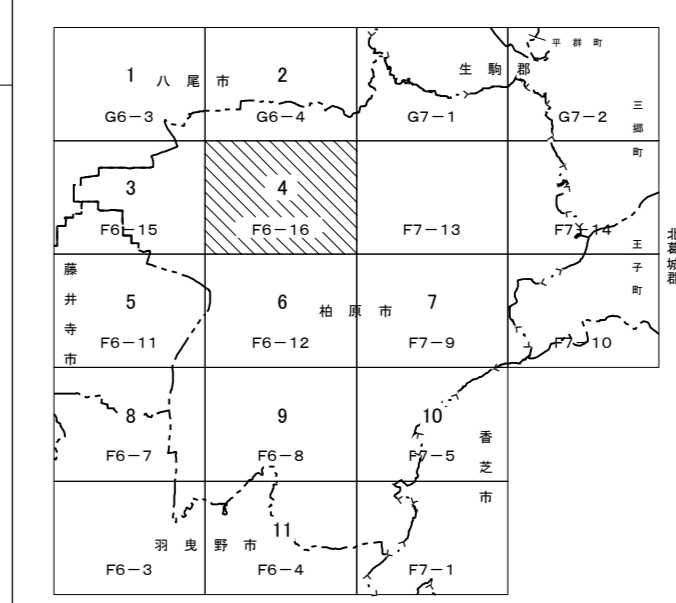 平群町
1 八尾市 2 生駒郡
G6-3 G6-4 G7-1 G7-2
三郷町
3 4
F6-15 F6-16 F7-13 F7-14
北葛城郡
王子町
藤井寺市
5 6 柏原市 7
F6-11 F6-12 F7-9 F7-10
8 9 10
F6-7 F6-8 F7-5
香芝市
羽曳野市 11
F6-3 F6-4 F7-1